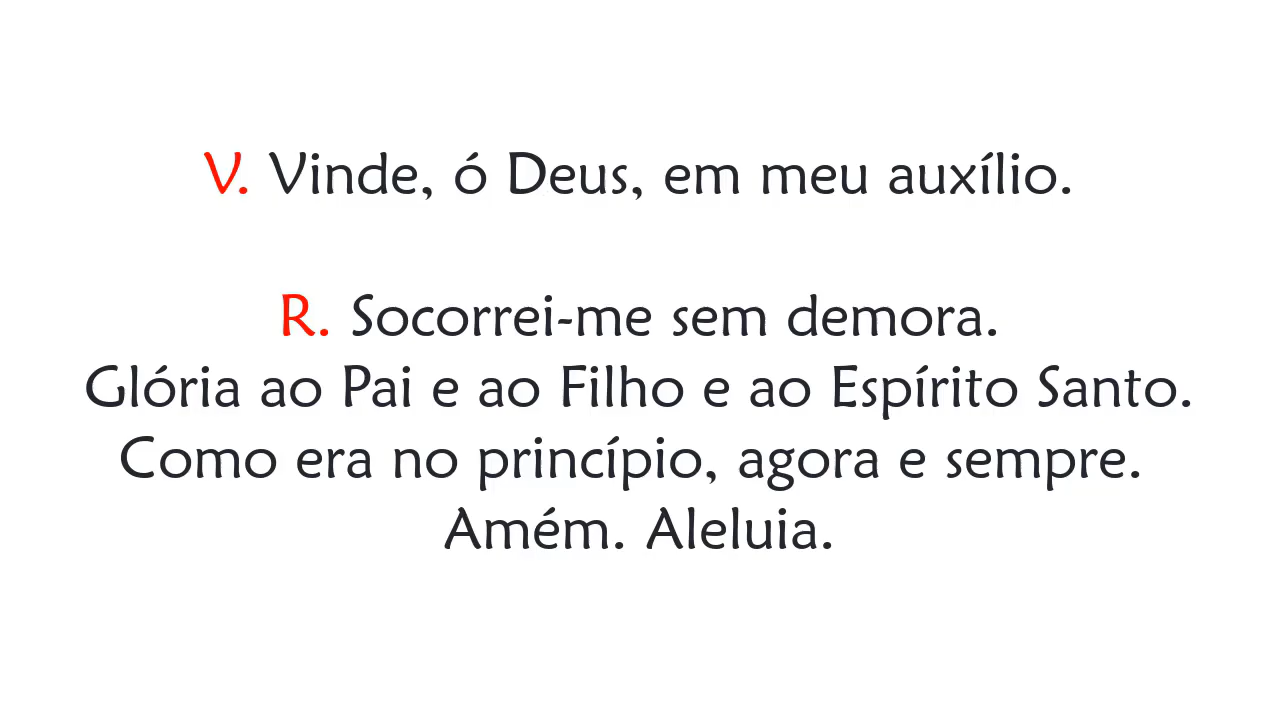 V. Vinde, ó Deus, em meu auxílio.
R. Socorrei-me sem demora.
Glória ao Pai e ao Filho e ao Espírito Santo.
Como era no princípio, agora e sempre.
Amém. Aleluia.